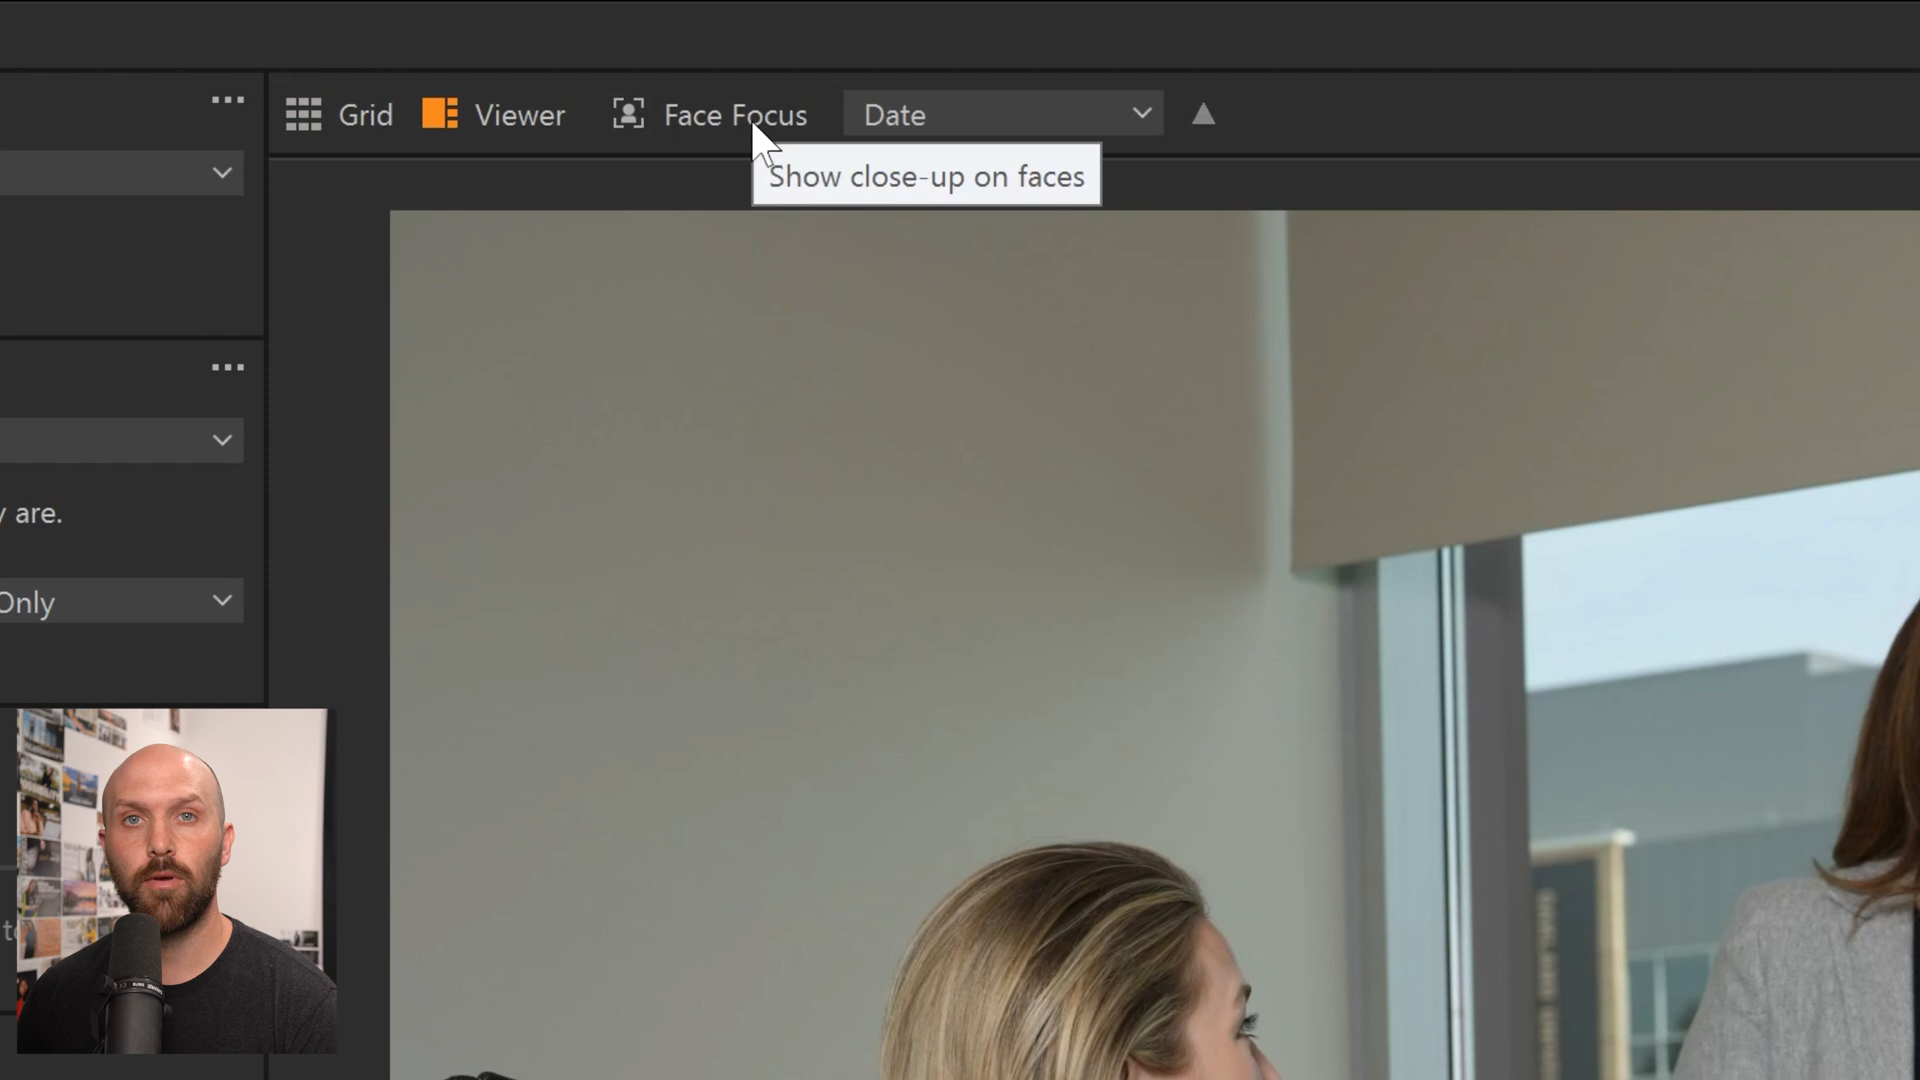 Grid
Viewer
Face Focus
Date
Show close-up on faces
are.
Only